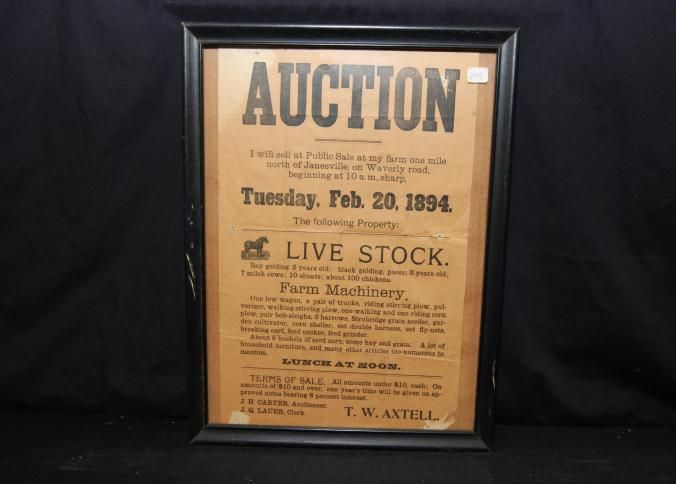 AUCTION
I will sell at Public Sale at my farm one mile
north of Janesville, on Waverly road,
beginning at 10 a.m., sharp,
Tuesday, Feb. 20, 1894.
The following Property:
LIVE STOCK.
Bay gelding 2 years old; black gelding, pacer, 3 years old;
7 milch cows; 10 shoats; about 100 chickens.
Farm Machinery,
One low wagon, a pair of trucks, riding stirring plow, pul-
verizer, walking stirring plow, one walking and one riding corn
plow, pair bob-sleighs, 2 harrows, Strobridge grain seeder, gar-
den cultivator, corn sheller, set double harness, set fly-nets,
breaking cart, feed cooker, feed grinder.
About 6 bushels of seed corn, some hay and grain. A lot of
household furniture, and many other articles too numerous to
mention.
LUNCH AT NOON.
TERMS OF SALE. All amounts under $10, cash; On
amounts of $10 and over, one year's time will be given on ap-
proved notes bearing 8 percent interest.
J. H. CARTER, Auctioneer.
J. Q. LAUER, Clerk.
T. W. AXTELL.